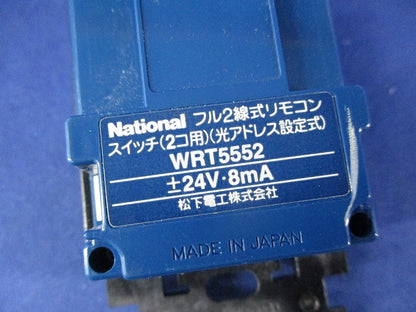 National フル2線式リモコン
スイッチ(2コ用)(光アドレス設定式)
WRT5552
±24V·8mA
松下電工株式会社
MADE IN JAPAN